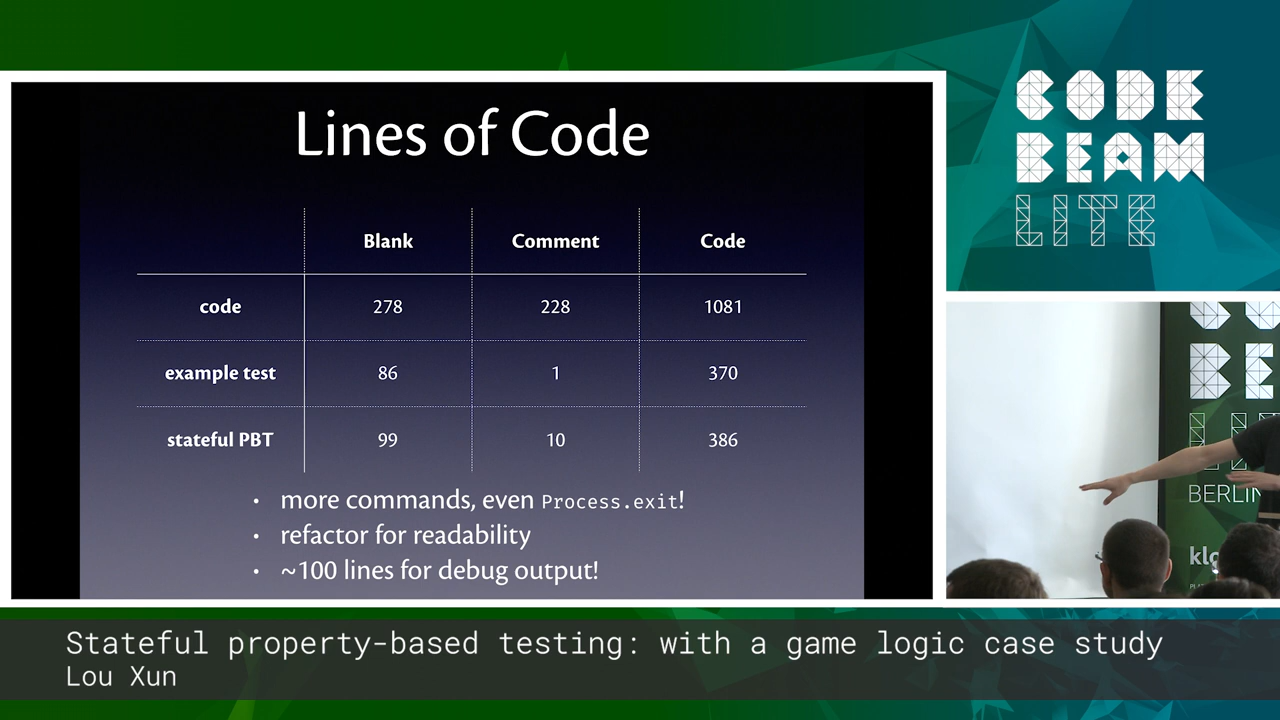 Lines of Code
Blank Comment Code
code 278 228 1081
example test 86 1 370
stateful PBT 99 10 386
• more commands, even Process.exit!
• refactor for readability
• ~100 lines for debug output!
CODE
BEAM
LITE
BE
BERLIN
Stateful property-based testing: with a game logic case study
Lou Xun